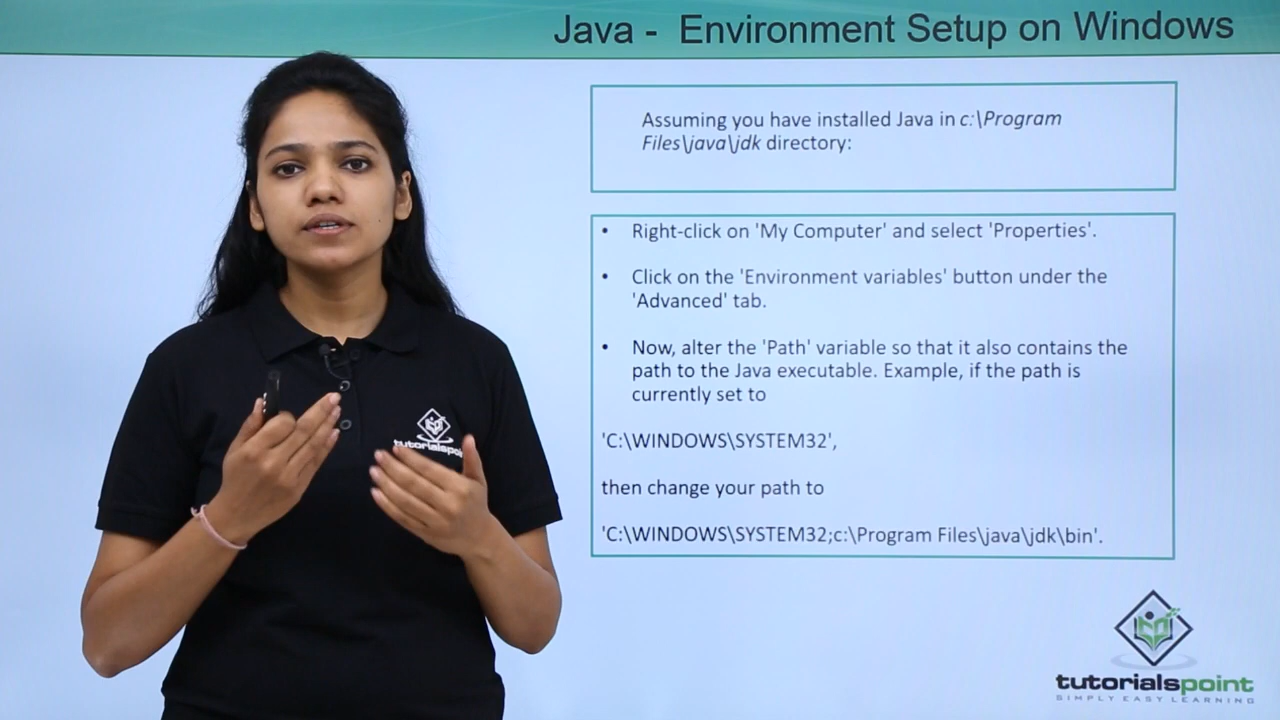 Java - Environment Setup on Windows
Assuming you have installed Java in c:\Program
Files\java\jdk directory:
• Right-click on 'My Computer' and select 'Properties'.
• Click on the 'Environment variables' button under the
'Advanced' tab.
• Now, alter the 'Path' variable so that it also contains the
path to the Java executable. Example, if the path is
currently set to
'C:\WINDOWS\SYSTEM32',
then change your path to
'C:\WINDOWS\SYSTEM32;c:\Program Files\java\jdk\bin'.
tutorialspoi
tutorialspoint
SIMPLY EASY LEARNING